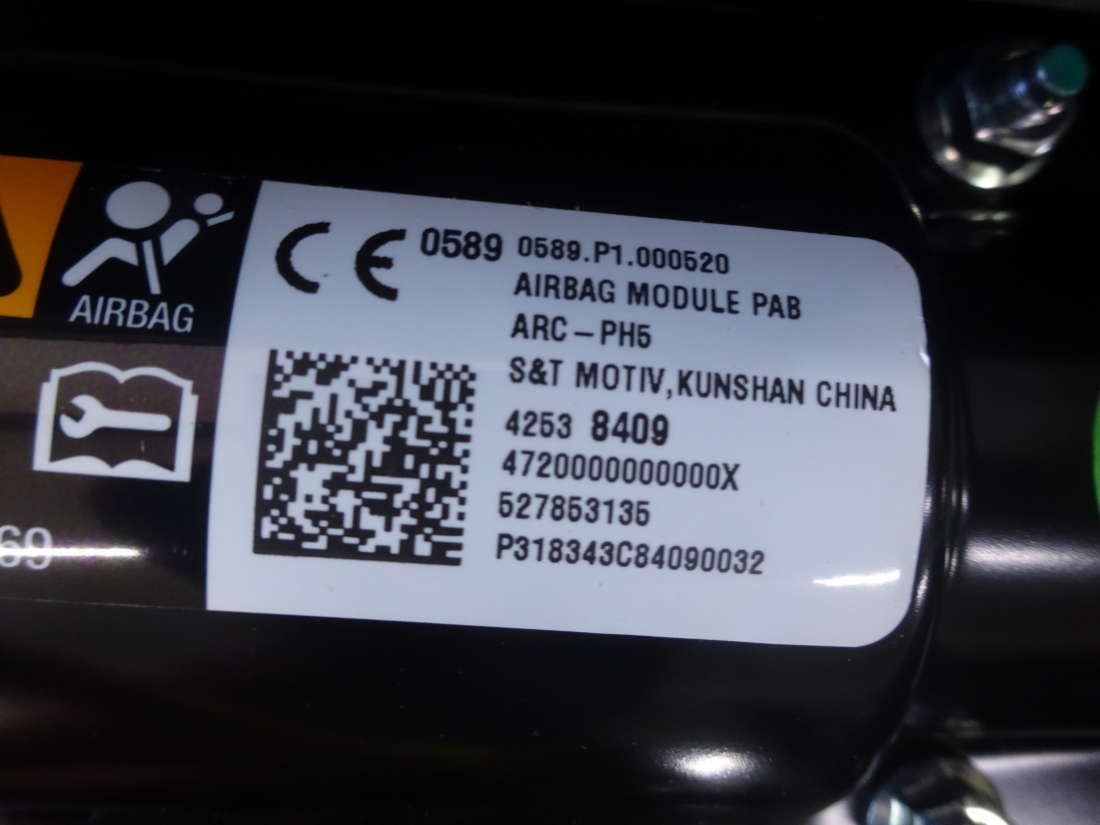 AIRBAG
69
CE 0589 0589.P1.000520
AIRBAG MODULE PAB
ARC-PH5
S&T MOTIV,KUNSHAN CHINA
4253 8409
4720000000000X
527853135
P318343C84090032